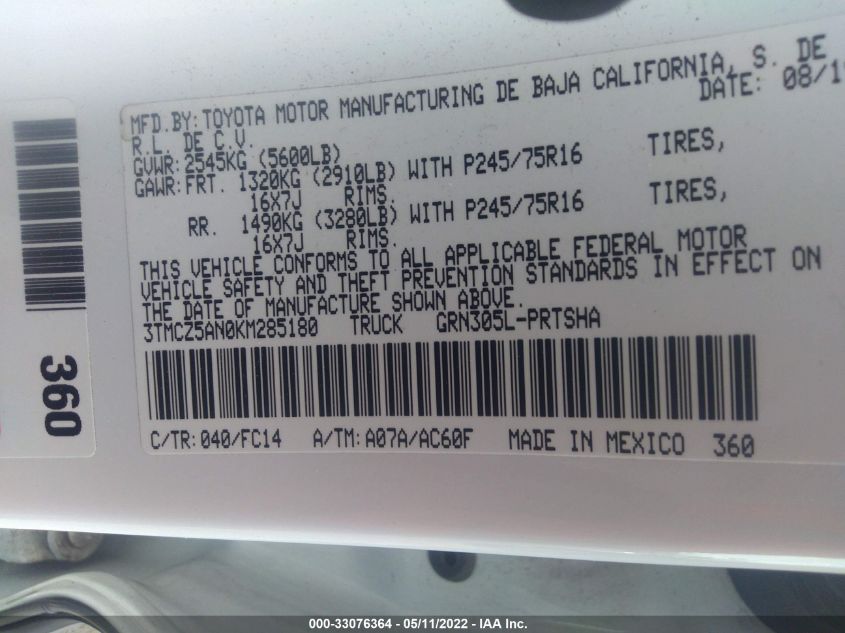 MFD.BY: TOYOTA MOTOR MANUFACTURING DE BAJA CALIFORNIA, S. DE
R.L. DE C.V. DATE: 08/1
GVWR: 2545KG (5600LB)
GAWR: FRT. 1320KG (2910LB) WITH P245/75R16 TIRES,
16X7J RIMS.
RR. 1490KG (3280LB) WITH P245/75R16 TIRES,
16X7J RIMS.
THIS VEHICLE CONFORMS TO ALL APPLICABLE FEDERAL MOTOR
VEHICLE SAFETY AND THEFT PREVENTION STANDARDS IN EFFECT ON
THE DATE OF MANUFACTURE SHOWN ABOVE.
3TMCZ5AN0KM285180 TRUCK GRN305L-PRTSHA
C/TR: 040/FC14 A/TM: A07A/AC60F MADE IN MEXICO 360
360
000-33076364 - 05/11/2022 - IAA Inc.